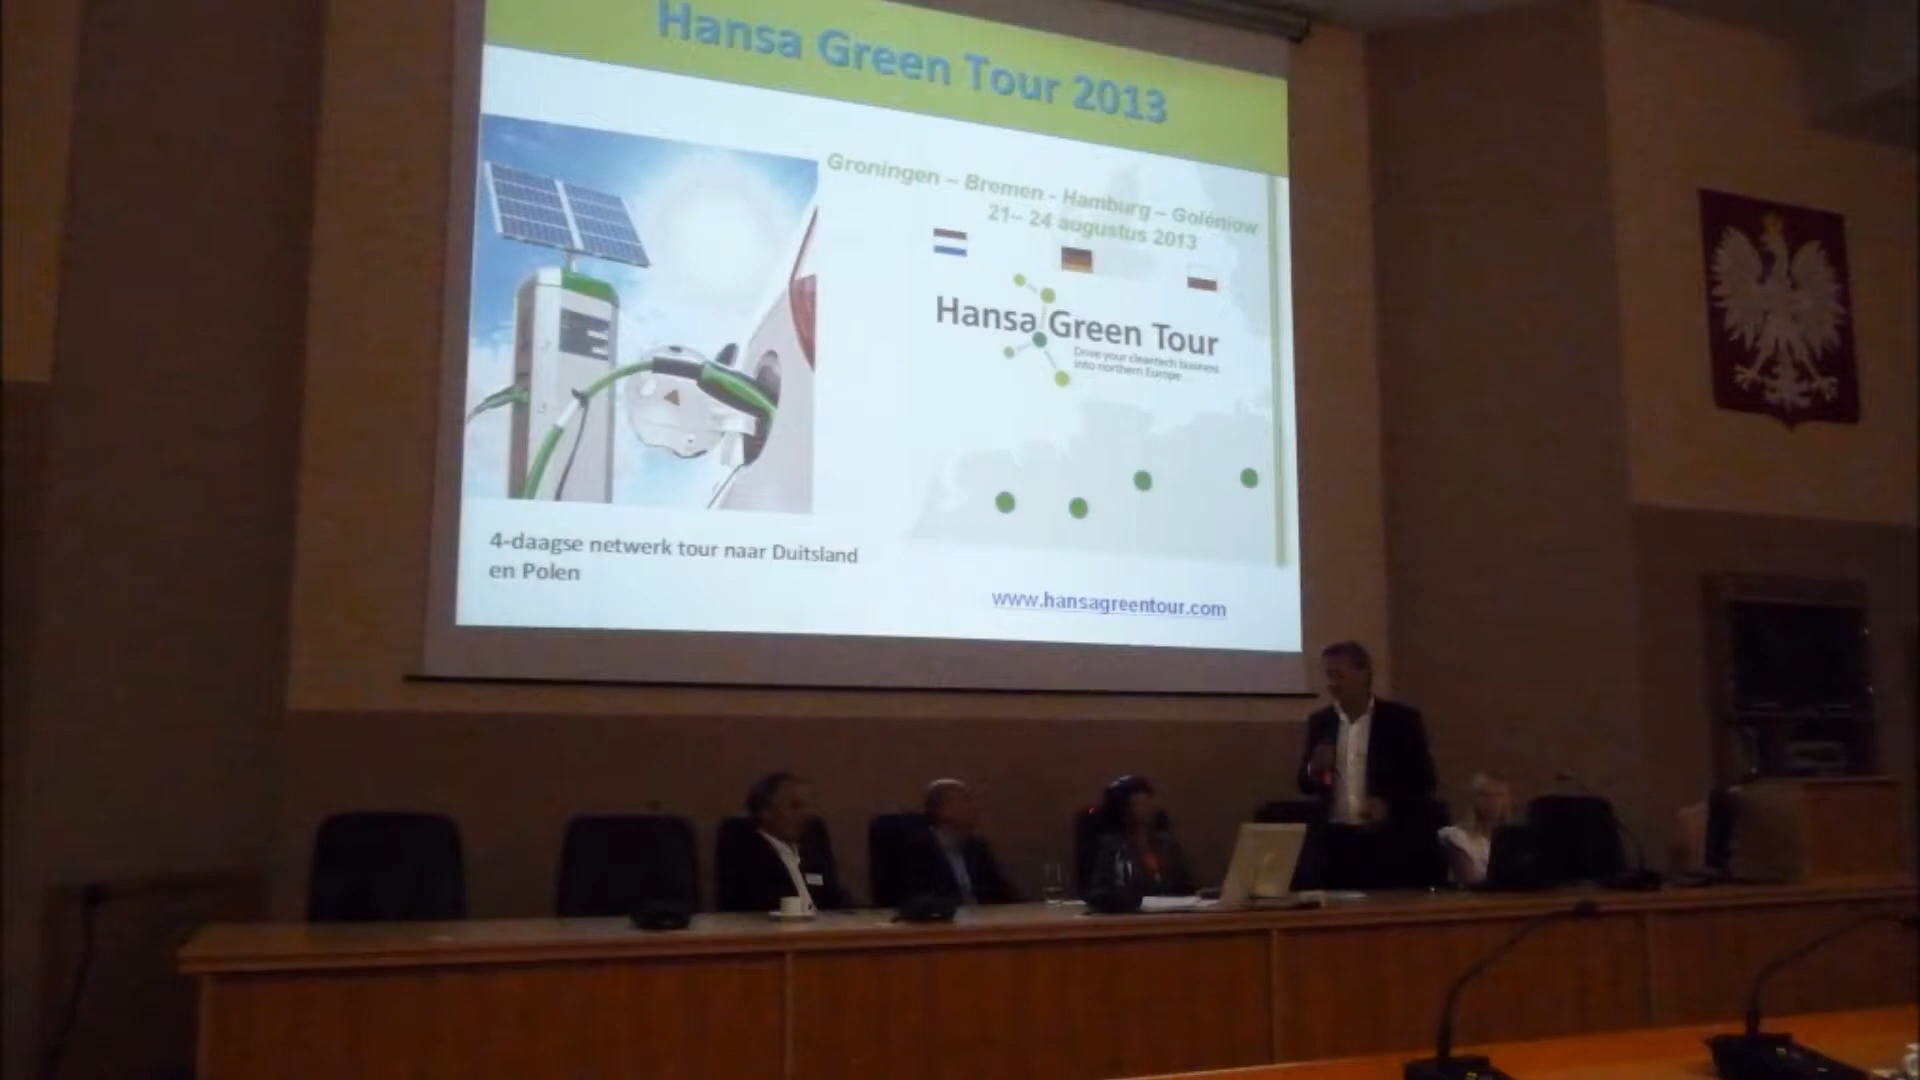 Hansa Green Tour 2013
Groningen – Bremen - Hamburg – Goléniow
21– 24 augustus 2013
Hansa Green Tour
Drive your cleantech business
into northern Europe
4-daagse netwerk tour naar Duitsland
en Polen
www.hansagreentour.com